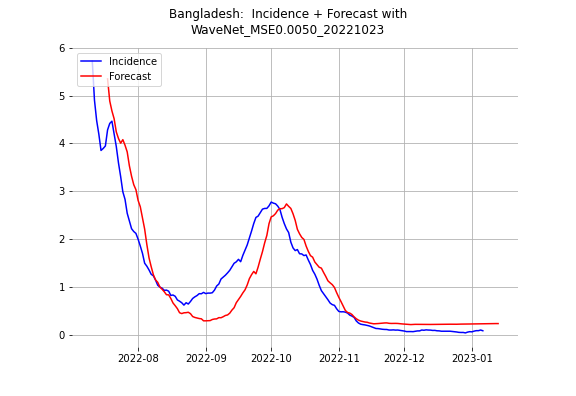 Bangladesh:  Incidence + Forecast with
WaveNet_MSE0.0050_20221023
Incidence
Forecast
6
5
4
3
2
1
0
2022-08 2022-09 2022-10 2022-11 2022-12 2023-01